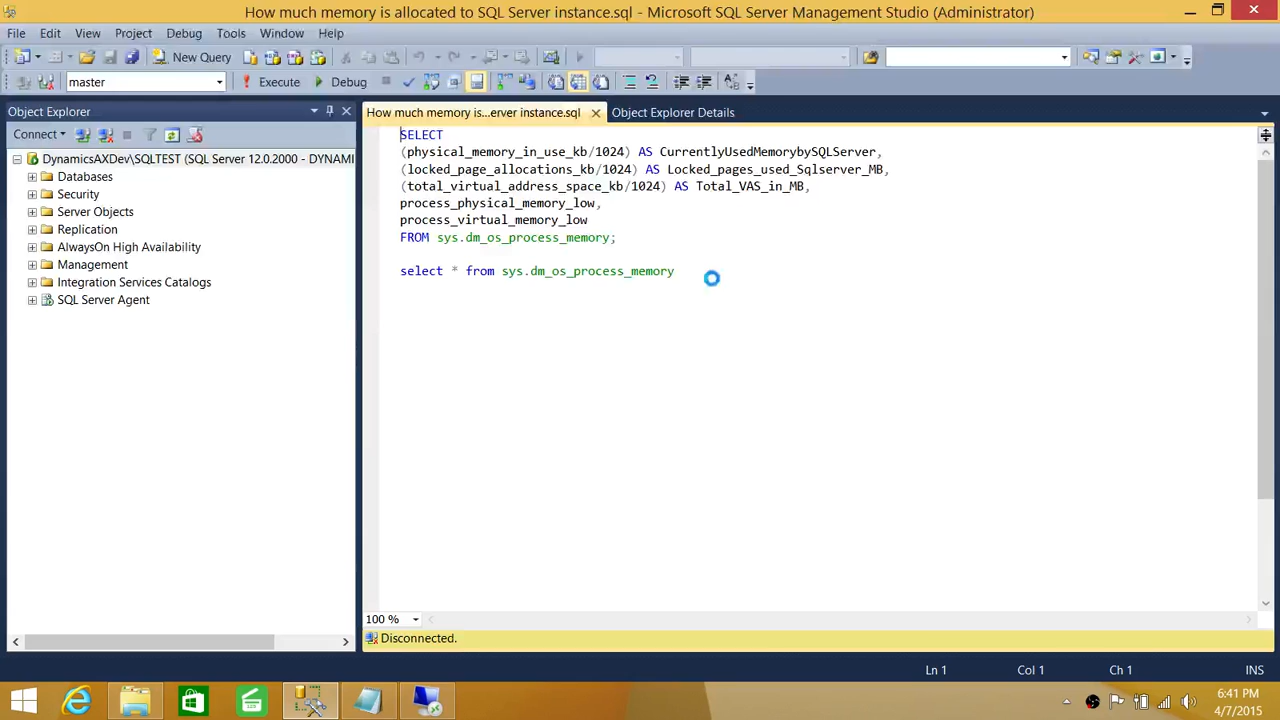 How much memory is allocated to SQL Server instance.sql - Microsoft SQL Server Management Studio (Administrator)
File Edit View Project Debug Tools Window Help
New Query
master Execute Debug
Object Explorer
How much memory is...erver instance.sql
Object Explorer Details
Connect
DynamicsAXDev\SQLTEST (SQL Server 12.0.2000 - DYNAMI
Databases
Security
Server Objects
Replication
AlwaysOn High Availability
Management
Integration Services Catalogs
SQL Server Agent
SELECT
(physical_memory_in_use_kb/1024) AS CurrentlyUsedMemorybySQLServer,
(locked_page_allocations_kb/1024) AS Locked_pages_used_Sqlserver_MB,
(total_virtual_address_space_kb/1024) AS Total_VAS_in_MB,
process_physical_memory_low,
process_virtual_memory_low
FROM sys.dm_os_process_memory;
select * from sys.dm_os_process_memory
100 %
Disconnected.
Ln 1 Col 1 Ch 1 INS
6:41 PM
4/7/2015